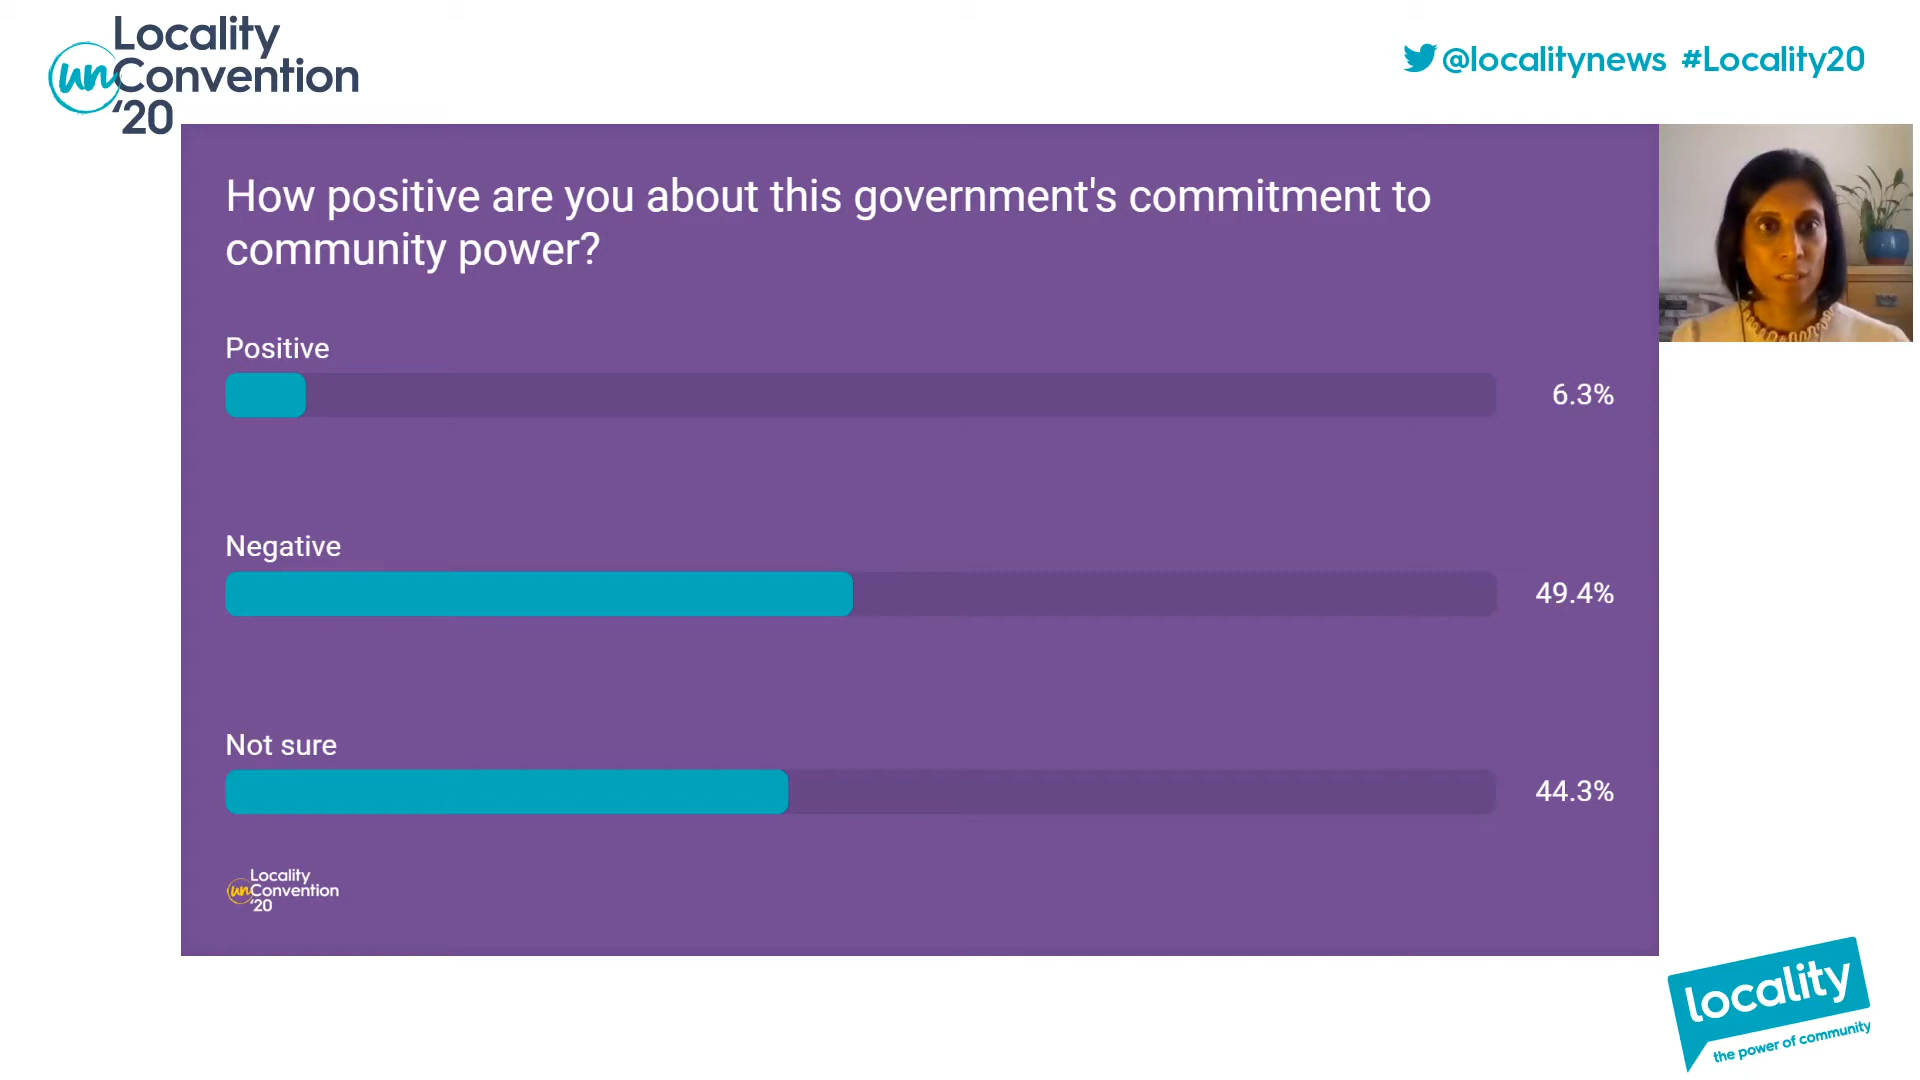 Locality
unConvention
'20
@localitynews #Locality20
How positive are you about this government's commitment to
community power?
Positive
6.3%
Negative
49.4%
Not sure
44.3%
Locality
unConvention
'20
locality
the power of community